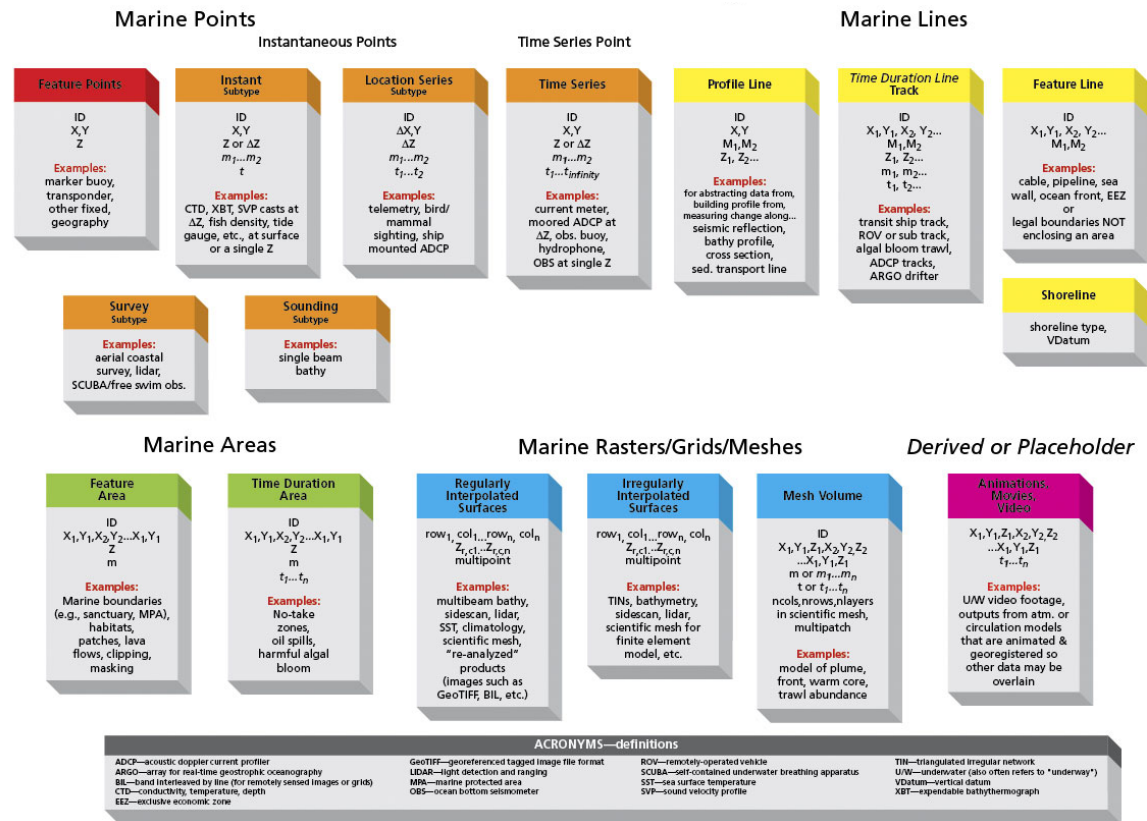 Marine Points
Marine Lines
Instantaneous Points
Time Series Point
Feature Points
ID
X,Y
Z
Examples:
marker buoy,
transponder,
other fixed,
geography
Instant
Subtype
ID
X,Y
Z or ΔZ
m₁...m₂
t
Examples:
CTD, XBT, SVP casts at
ΔZ, fish density, tide
gauge, etc., at surface
or a single Z
Location Series
Subtype
ID
ΔX,Y
ΔZ
m₁...m₂
t₁...t₂
Examples:
telemetry, bird/
mammal
sighting, ship
mounted ADCP
Time Series
ID
X,Y
Z or ΔZ
m₁...m₂
t₁...t_infinity
Examples:
current meter,
moored ADCP at
ΔZ, obs. buoy,
hydrophone,
OBS at single Z
Profile Line
ID
X,Y
M₁,M₂
Z₁, Z₂...
Examples:
for abstracting data from,
building profile from,
measuring change along...
seismic reflection,
bathy profile,
cross section,
sed. transport line
Time Duration Line
Track
ID
X₁,Y₁, X₂, Y₂...
M₁,M₂
Z₁, Z₂...
m₁, m₂...
t₁, t₂...
Examples:
transit ship track,
ROV or sub track,
algal bloom trawl,
ADCP tracks,
ARGO drifter
Feature Line
ID
X₁,Y₁, X₂, Y₂...
M₁,M₂
Examples:
cable, pipeline, sea
wall, ocean front, EEZ
or
legal boundaries NOT
enclosing an area
Survey
Subtype
Examples:
aerial coastal
survey, lidar,
SCUBA/free swim obs.
Sounding
Subtype
Examples:
single beam
bathy
Shoreline
shoreline type,
VDatum
Marine Areas
Marine Rasters/Grids/Meshes
Derived or Placeholder
Feature
Area
ID
X₁,Y₁,X₂,Y₂...X₁,Y₁
Z
m
Examples:
Marine boundaries
(e.g., sanctuary, MPA),
habitats,
patches, lava
flows, clipping,
masking
Time Duration
Area
ID
X₁,Y₁,X₂,Y₂...X₁,Y₁
Z
m
t₁...tₙ
Examples:
No-take
zones,
oil spills,
harmful algal
bloom
Regularly
Interpolated
Surfaces
row₁, col₁...rowₙ, colₙ
Z_r,c1...Z_r,c,n
multipoint
Examples:
multibeam bathy,
sidescan, lidar,
SST, climatology,
scientific mesh,
"re-analyzed"
products
(images such as
GeoTIFF, BIL, etc.)
Irregularly
Interpolated
Surfaces
row₁, col₁...rowₙ, colₙ
Z_r,c1...Z_r,c,n
multipoint
Examples:
TINs, bathymetry,
sidescan, lidar,
scientific mesh for
finite element
model, etc.
Mesh Volume
ID
X₁,Y₁,Z₁,X₂,Y₂,Z₂
...X₁,Y₁,Z₁
m or m₁...mₙ
t or t₁...tₙ
ncols,nrows,nlayers
in scientific mesh,
multipatch
Examples:
model of plume,
front, warm core,
trawl abundance
Animations,
Movies,
Video
X₁,Y₁,Z₁,X₂,Y₂,Z₂
...X₁,Y₁,Z₁
t₁...tₙ
Examples:
U/W video footage,
outputs from atm. or
circulation models
that are animated &
georegistered so
other data may be
overlain
ACRONYMS—definitions
ADCP—acoustic doppler current profiler
ARGO—array for real-time geostrophic oceanography
BIL—band interleaved by line (for remotely sensed images or grids)
CTD—conductivity, temperature, depth
EEZ—exclusive economic zone
GeoTIFF—georeferenced tagged image file format
LIDAR—light detection and ranging
MPA—marine protected area
OBS—ocean bottom seismometer
ROV—remotely-operated vehicle
SCUBA—self-contained underwater breathing apparatus
SST—sea surface temperature
SVP—sound velocity profile
TIN—triangulated irregular network
U/W—underwater (also often refers to "underway")
VDatum—vertical datum
XBT—expendable bathythermograph